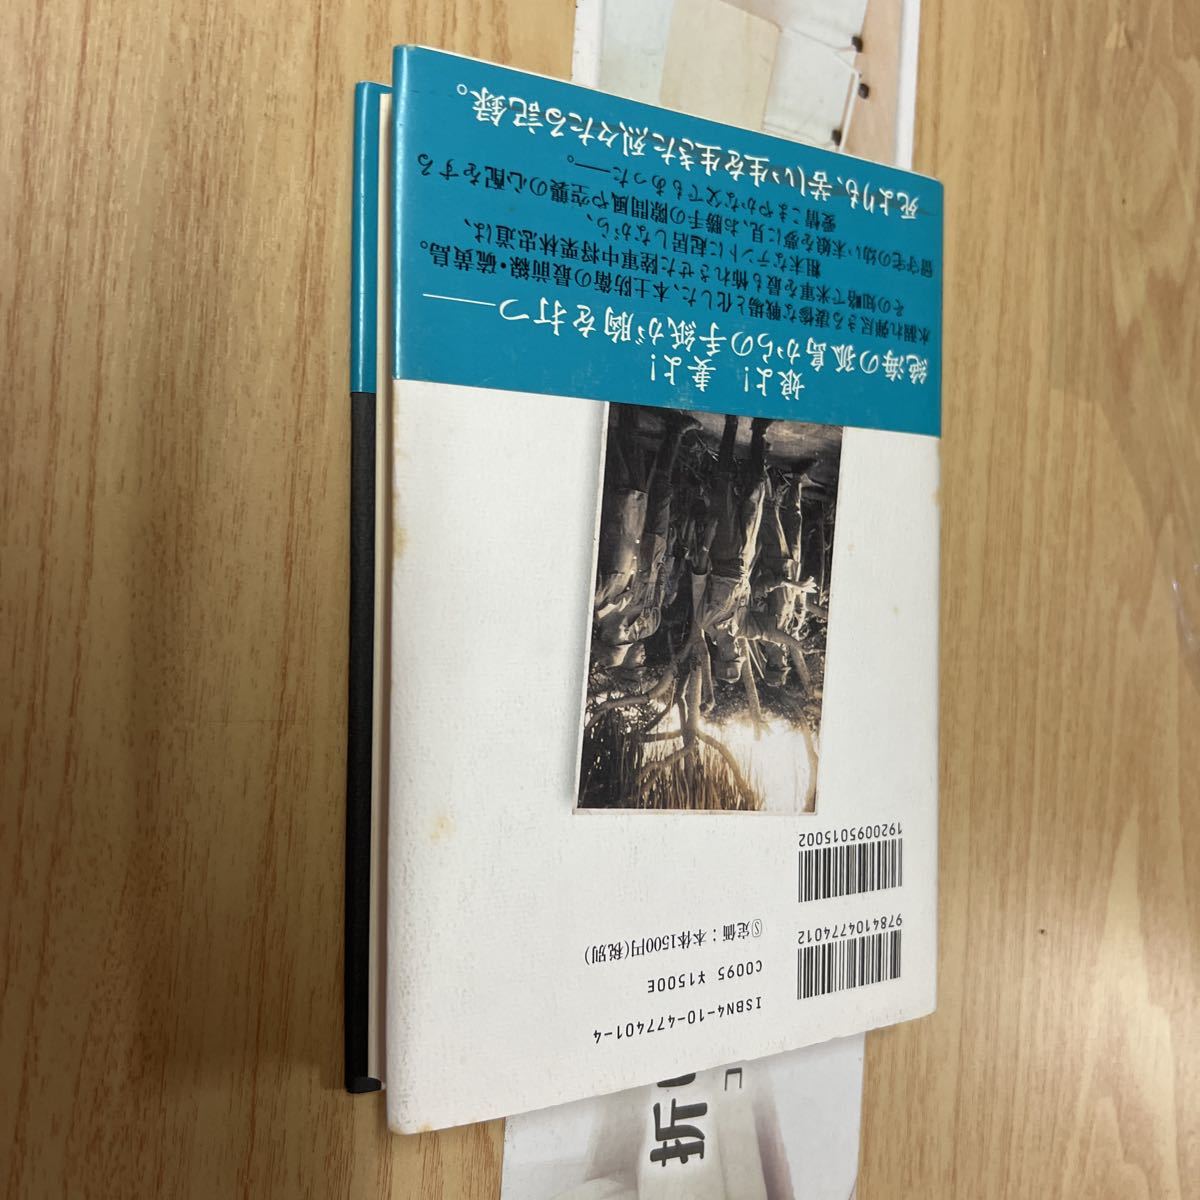 9784104774012
1920095015002
ISBN4-10-477401-4
C0095 ¥1500E
Ⓢ定価：本体1500円(税別)
娘よ！ 妻よ！
絶海の孤島からの手紙が胸を打つ――
水涸れ弾尽きる凄惨な戦場と化した、本土防衛の最前線・硫黄島。
その知略で米軍を最も怖れさせた陸軍中将栗林忠道は、
粗末なテントに起居しながら、
留守宅の幼い末娘を夢に見、お勝手の隙間風や空襲の心配をする
愛情こまやかな父でもあった――。
死よりも、苦しい生を生きた烈々たる記録。
折